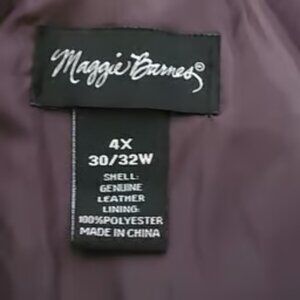 Maggie Barnes®
4X
30/32W
SHELL:
GENUINE
LEATHER
LINING:
100%POLYESTER
MADE IN CHINA